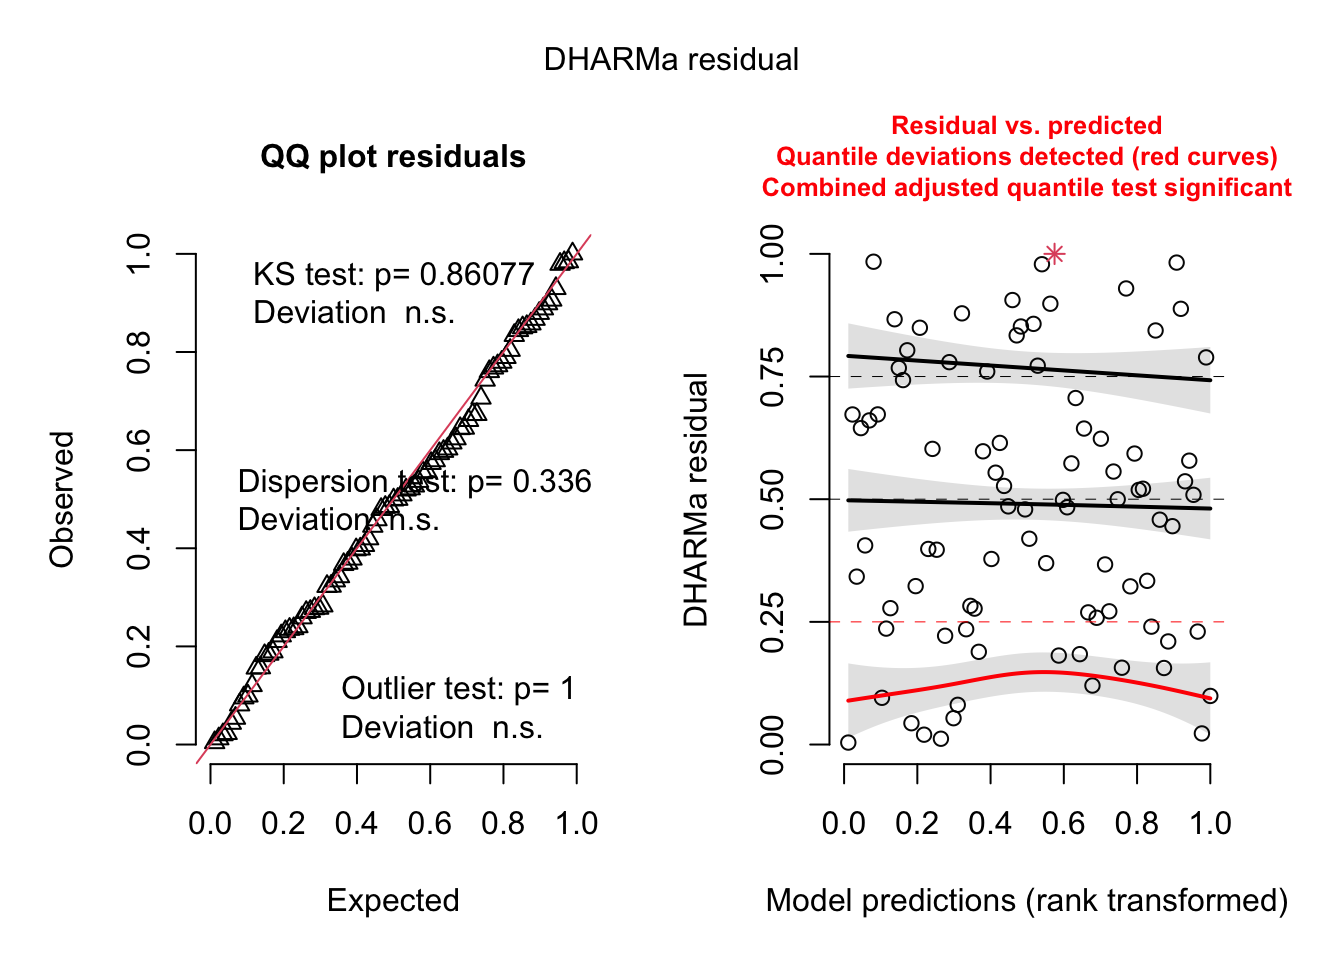 DHARMa residual
QQ plot residuals
KS test: p= 0.86077
Deviation  n.s.
Dispersion test: p= 0.336
Deviation  n.s.
Outlier test: p= 1
Deviation  n.s.
Observed
0.0 0.2 0.4 0.6 0.8 1.0
0.0 0.2 0.4 0.6 0.8 1.0
Expected
Residual vs. predicted
Quantile deviations detected (red curves)
Combined adjusted quantile test significant
DHARMa residual
0.00 0.25 0.50 0.75 1.00
0.0 0.2 0.4 0.6 0.8 1.0
Model predictions (rank transformed)